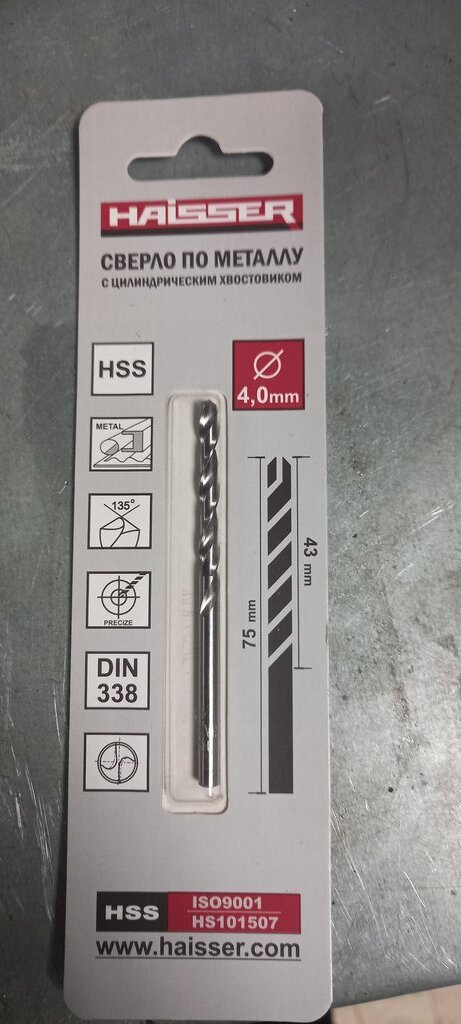 HAISSER
СВЕРЛО ПО МЕТАЛЛУ
С ЦИЛИНДРИЧЕСКИМ ХВОСТОВИКОМ
HSS
4,0mm
METAL
135°
PRECIZE
DIN
338
43 mm
75 mm
HSS
ISO9001
HS101507
www.haisser.com